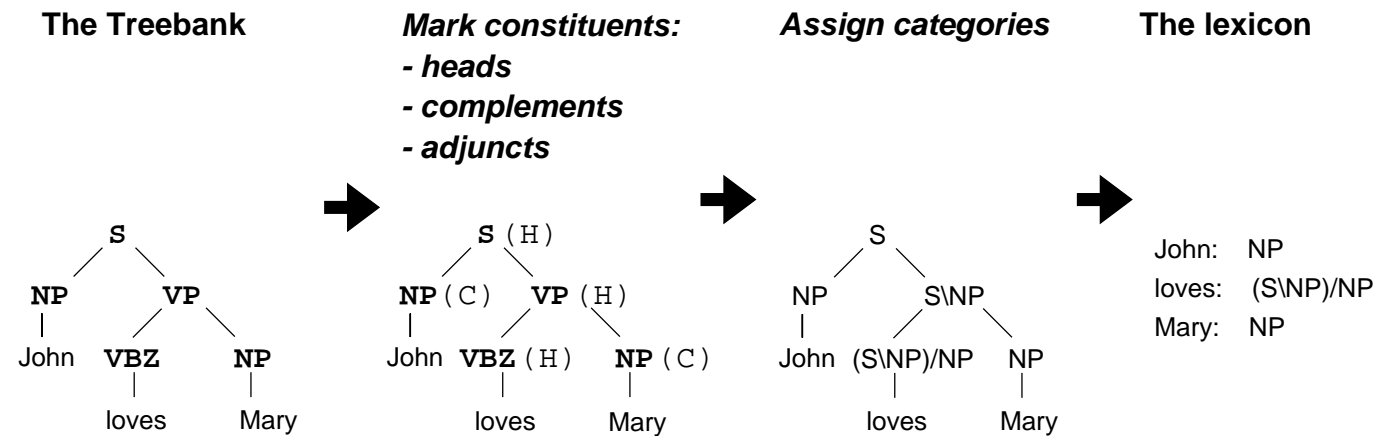 The Treebank
Mark constituents:
- heads
- complements
- adjuncts
Assign categories
The lexicon
S
NP VP
John VBZ NP
loves Mary
S (H)
NP (C) VP (H)
John VBZ (H) NP (C)
loves Mary
S
NP S\NP
John (S\NP)/NP NP
loves Mary
John: NP
loves: (S\NP)/NP
Mary: NP